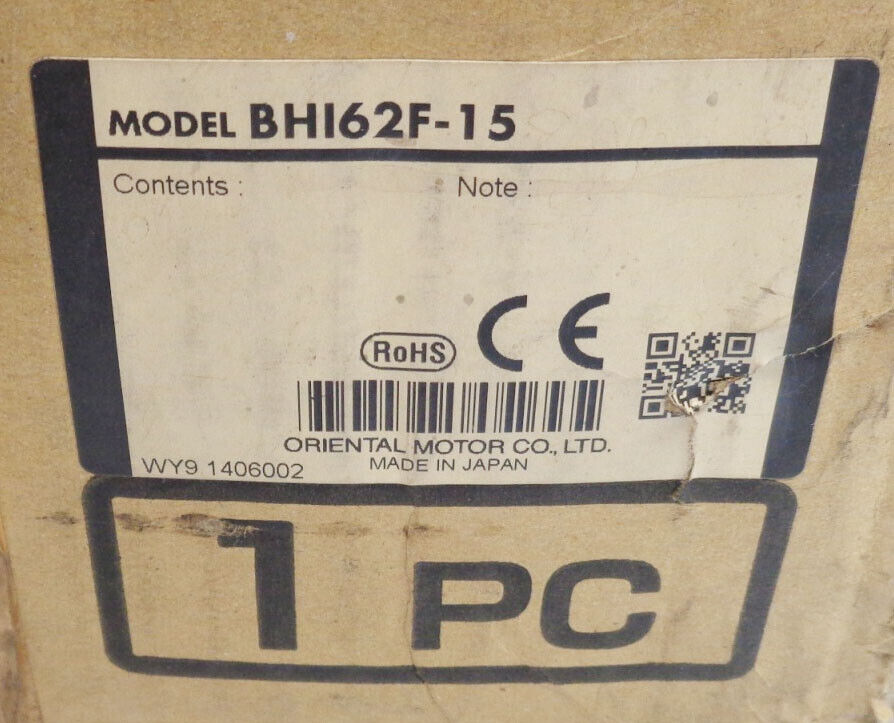 MODEL BHI62F-15
Contents : Note :
RoHS CE
ORIENTAL MOTOR CO., LTD.
MADE IN JAPAN
WY9 1406002
1 PC